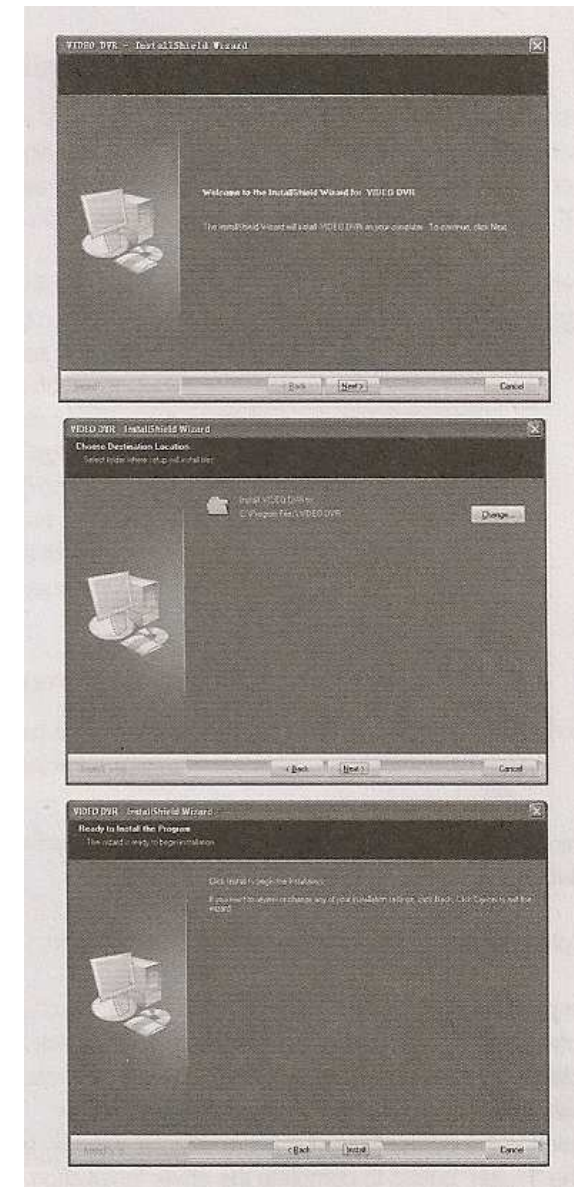 VIDEO DVR - InstallShield Wizard
Welcome to the InstallShield Wizard for VIDEO DVR
The InstallShield Wizard will install VIDEO DVR on your computer. To continue, click Next.
< Back Next > Cancel
VIDEO DVR - InstallShield Wizard
Choose Destination Location
Select folder where setup will install files.
Install VIDEO DVR to:
C:\Program Files\VIDEO DVR
Change...
< Back Next > Cancel
VIDEO DVR - InstallShield Wizard
Ready to Install the Program
The wizard is ready to begin installation.
Click Install to begin the installation.
If you want to review or change any of your installation settings, click Back. Click Cancel to exit the
wizard.
< Back Install Cancel